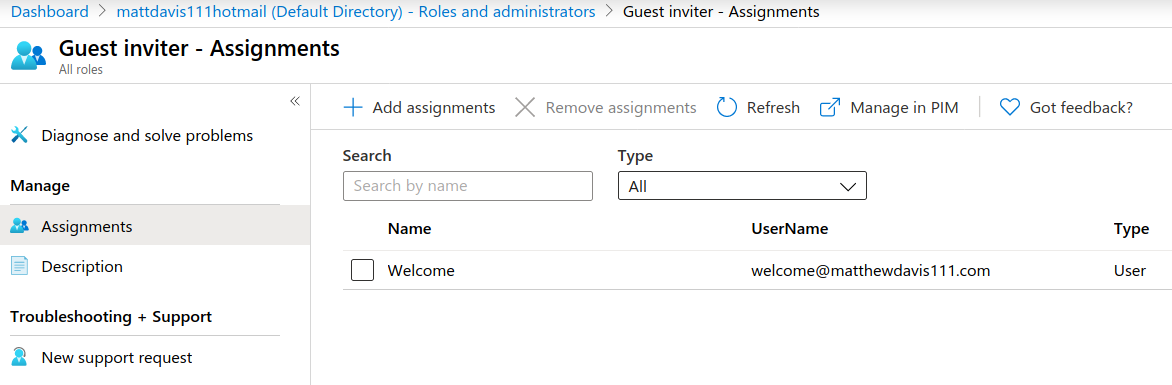 Dashboard > mattdavis111hotmail (Default Directory) - Roles and administrators > Guest inviter - Assignments
Guest inviter - Assignments
All roles
«
Diagnose and solve problems
Manage
Assignments
Description
Troubleshooting + Support
New support request
Add assignments Remove assignments Refresh Manage in PIM Got feedback?
Search Type
Search by name All
Name UserName Type
Welcome welcome@matthewdavis111.com User